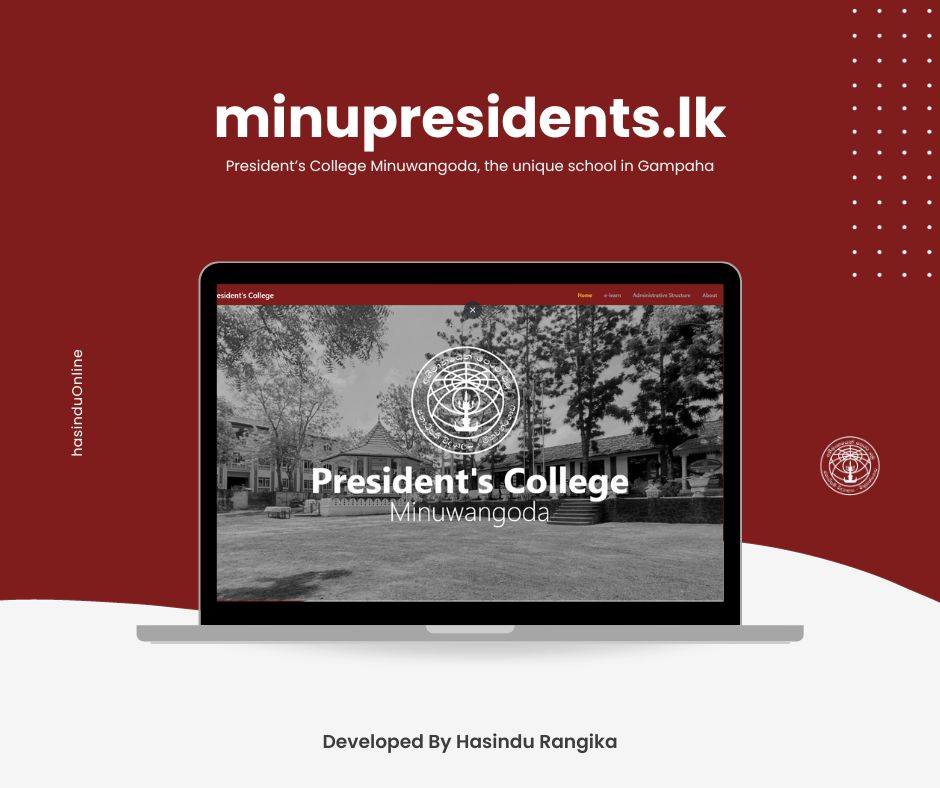 minupresidents.lk
President’s College Minuwangoda, the unique school in Gampaha
esident's College
Home e-learn Administrative Structure About
President's College
Minuwangoda
hasinduOnline
Developed By Hasindu Rangika